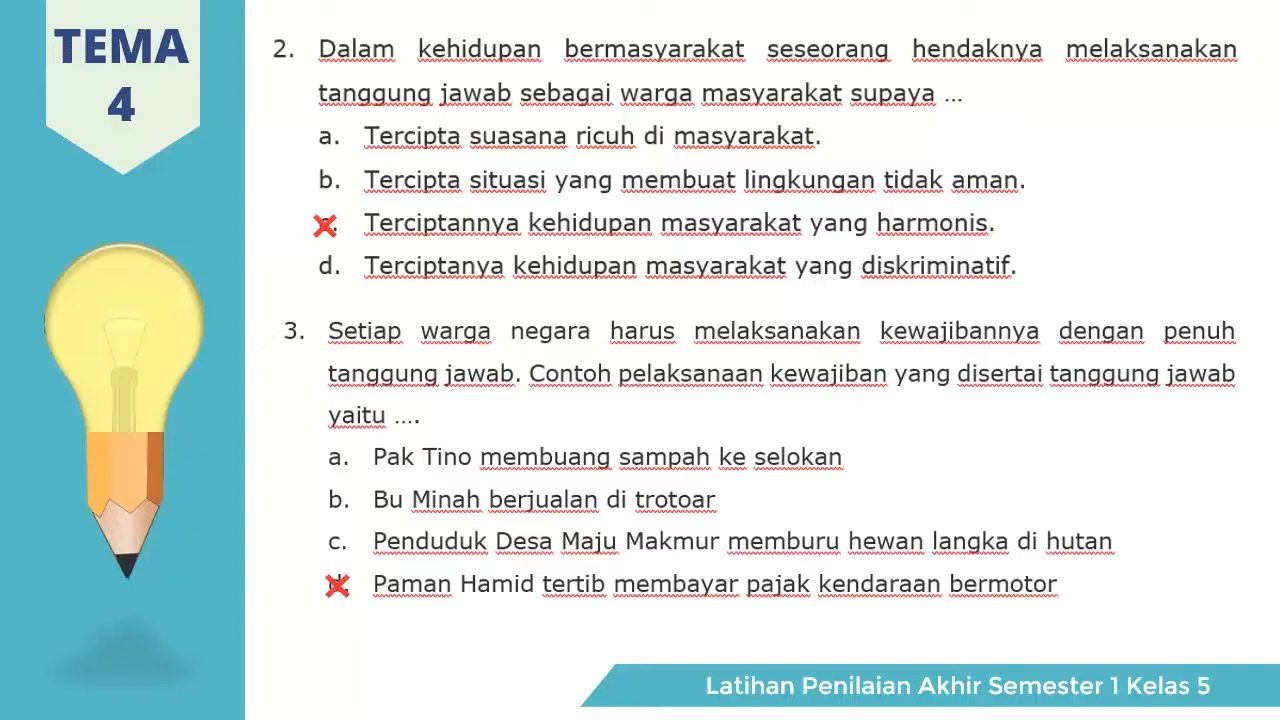 TEMA
4
2. Dalam kehidupan bermasyarakat seseorang hendaknya melaksanakan
tanggung jawab sebagai warga masyarakat supaya ...
a. Tercipta suasana ricuh di masyarakat.
b. Tercipta situasi yang membuat lingkungan tidak aman.
c. Terciptannya kehidupan masyarakat yang harmonis.
d. Terciptanya kehidupan masyarakat yang diskriminatif.
3. Setiap warga negara harus melaksanakan kewajibannya dengan penuh
tanggung jawab. Contoh pelaksanaan kewajiban yang disertai tanggung jawab
yaitu ....
a. Pak Tino membuang sampah ke selokan
b. Bu Minah berjualan di trotoar
c. Penduduk Desa Maju Makmur memburu hewan langka di hutan
d. Paman Hamid tertib membayar pajak kendaraan bermotor
Latihan Penilaian Akhir Semester 1 Kelas 5